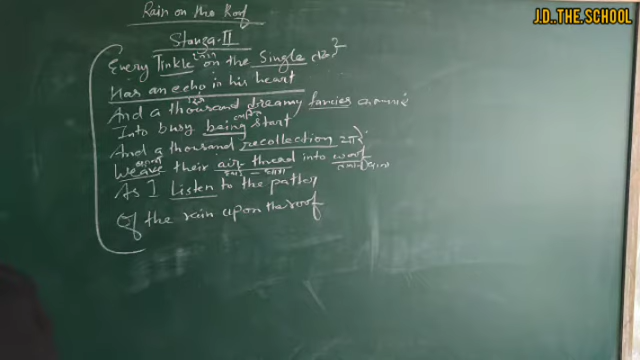 J.D..THE.SCHOOL
Rain on the Roof
Stanza-II
Every Tinkle on the Single
Has an echo in his heart
And a thousand dreamy fancies
Into busy being start
And a thousand recollection
Weave their air-thread into
As I Listen to the patter
Of the rain upon the roof